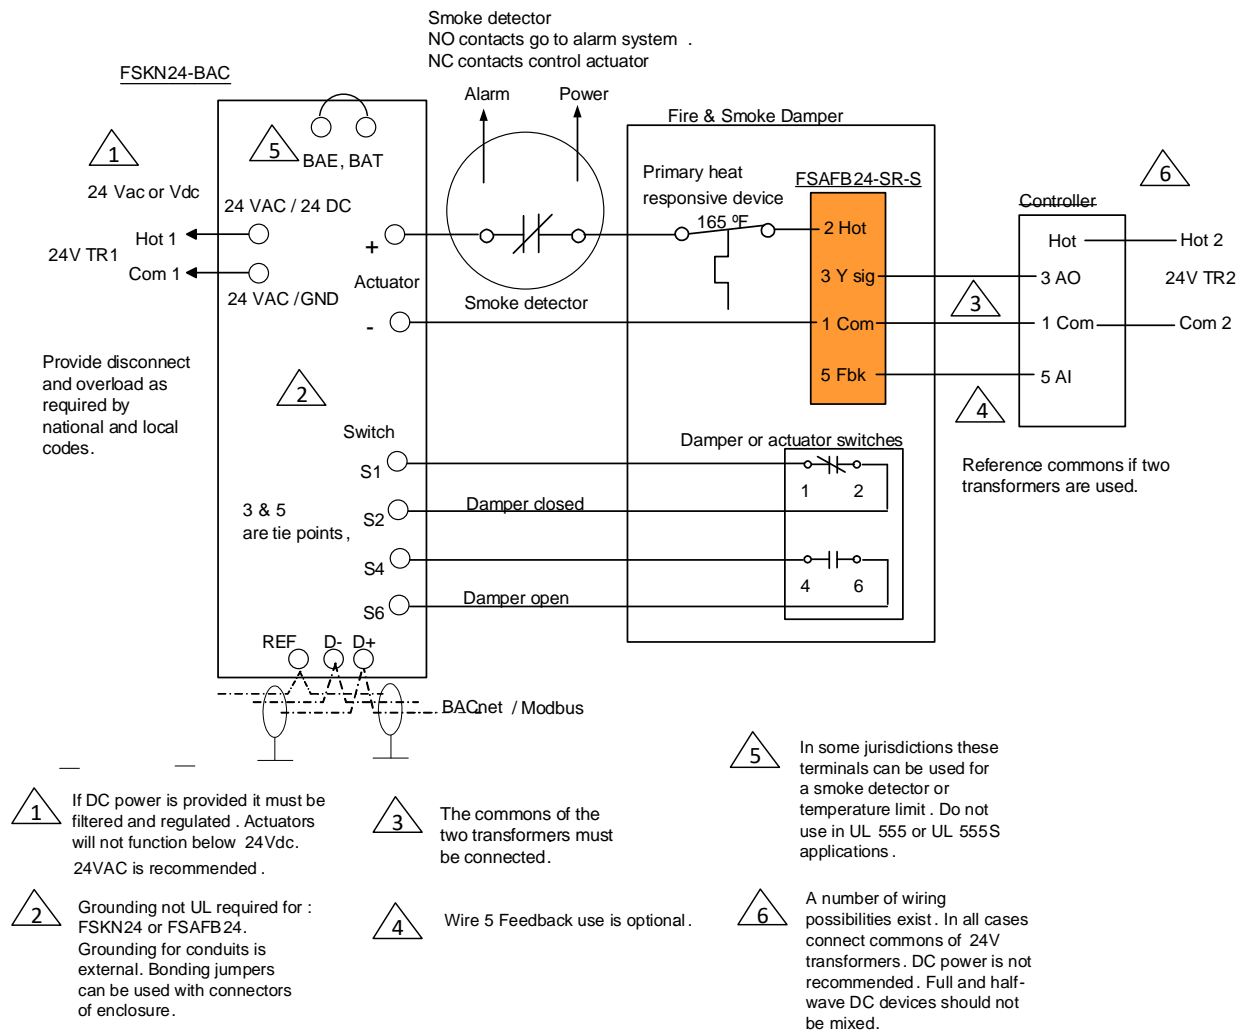 Smoke detector
NO contacts go to alarm system .
NC contacts control actuator
FSKN24-BAC
Alarm
Power
Fire & Smoke Damper
1
5
BAE, BAT
6
Primary heat
responsive device
165 ºF
FSAFB24-SR-S
Controller
24 Vac or Vdc
24 VAC / 24 DC
Hot 1
24V TR1
Com 1
24 VAC /GND
+
Actuator
-
Smoke detector
2 Hot
3 Y sig
1 Com
5 Fbk
3
4
Hot
3 AO
1 Com
5 AI
Hot 2
24V TR2
Com 2
Provide disconnect
and overload as
required by
national and local
codes.
2
Switch
S1
S2
S4
S6
3 & 5
are tie points,
Damper closed
Damper open
Damper or actuator switches
1 2
4 6
Reference commons if two
transformers are used.
REF D- D+
BACnet / Modbus
1
If DC power is provided it must be
filtered and regulated . Actuators
will not function below 24Vdc.
24VAC is recommended .
2
Grounding not UL required for :
FSKN24 or FSAFB24.
Grounding for conduits is
external. Bonding jumpers
can be used with connectors
of enclosure.
3
The commons of the
two transformers must
be connected.
4
Wire 5 Feedback use is optional.
5
In some jurisdictions these
terminals can be used for
a smoke detector or
temperature limit . Do not
use in UL 555 or UL 555S
applications .
6
A number of wiring
possibilities exist. In all cases
connect commons of 24V
transformers. DC power is not
recommended. Full and half-
wave DC devices should not
be mixed.